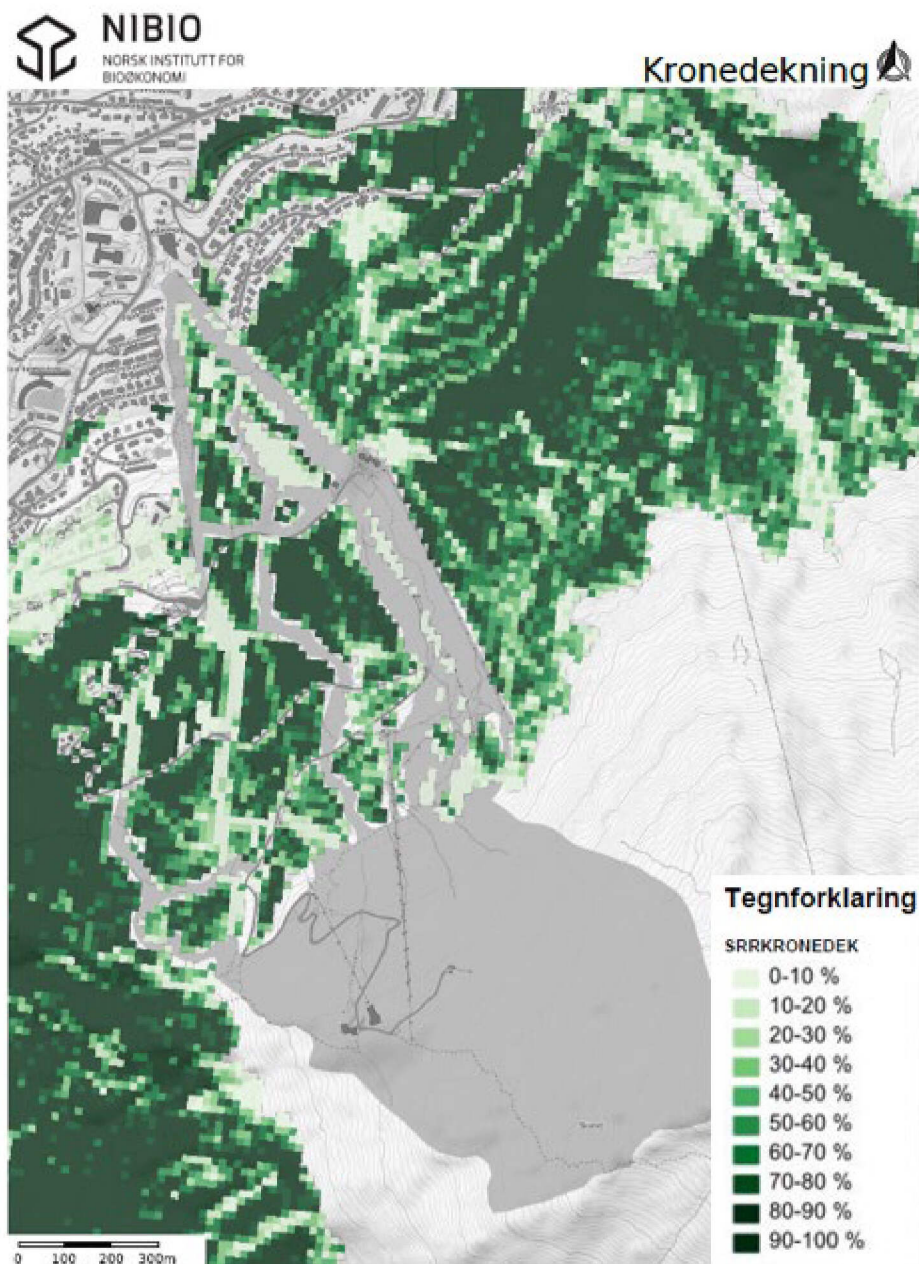 NIBIO
NORSK INSTITUTT FOR
BIOØKONOMI
Kronedekning
Tegnforklaring
SRRKRONEDEK
0-10 %
10-20 %
20-30 %
30-40 %
40-50 %
50-60 %
60-70 %
70-80 %
80-90 %
90-100 %
0 100 200 300m